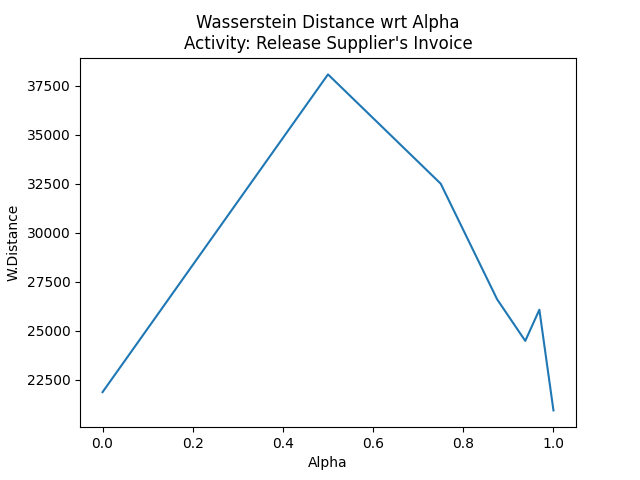 Wasserstein Distance wrt Alpha
Activity: Release Supplier's Invoice
W.Distance
37500
35000
32500
30000
27500
25000
22500
0.0 0.2 0.4 0.6 0.8 1.0
Alpha